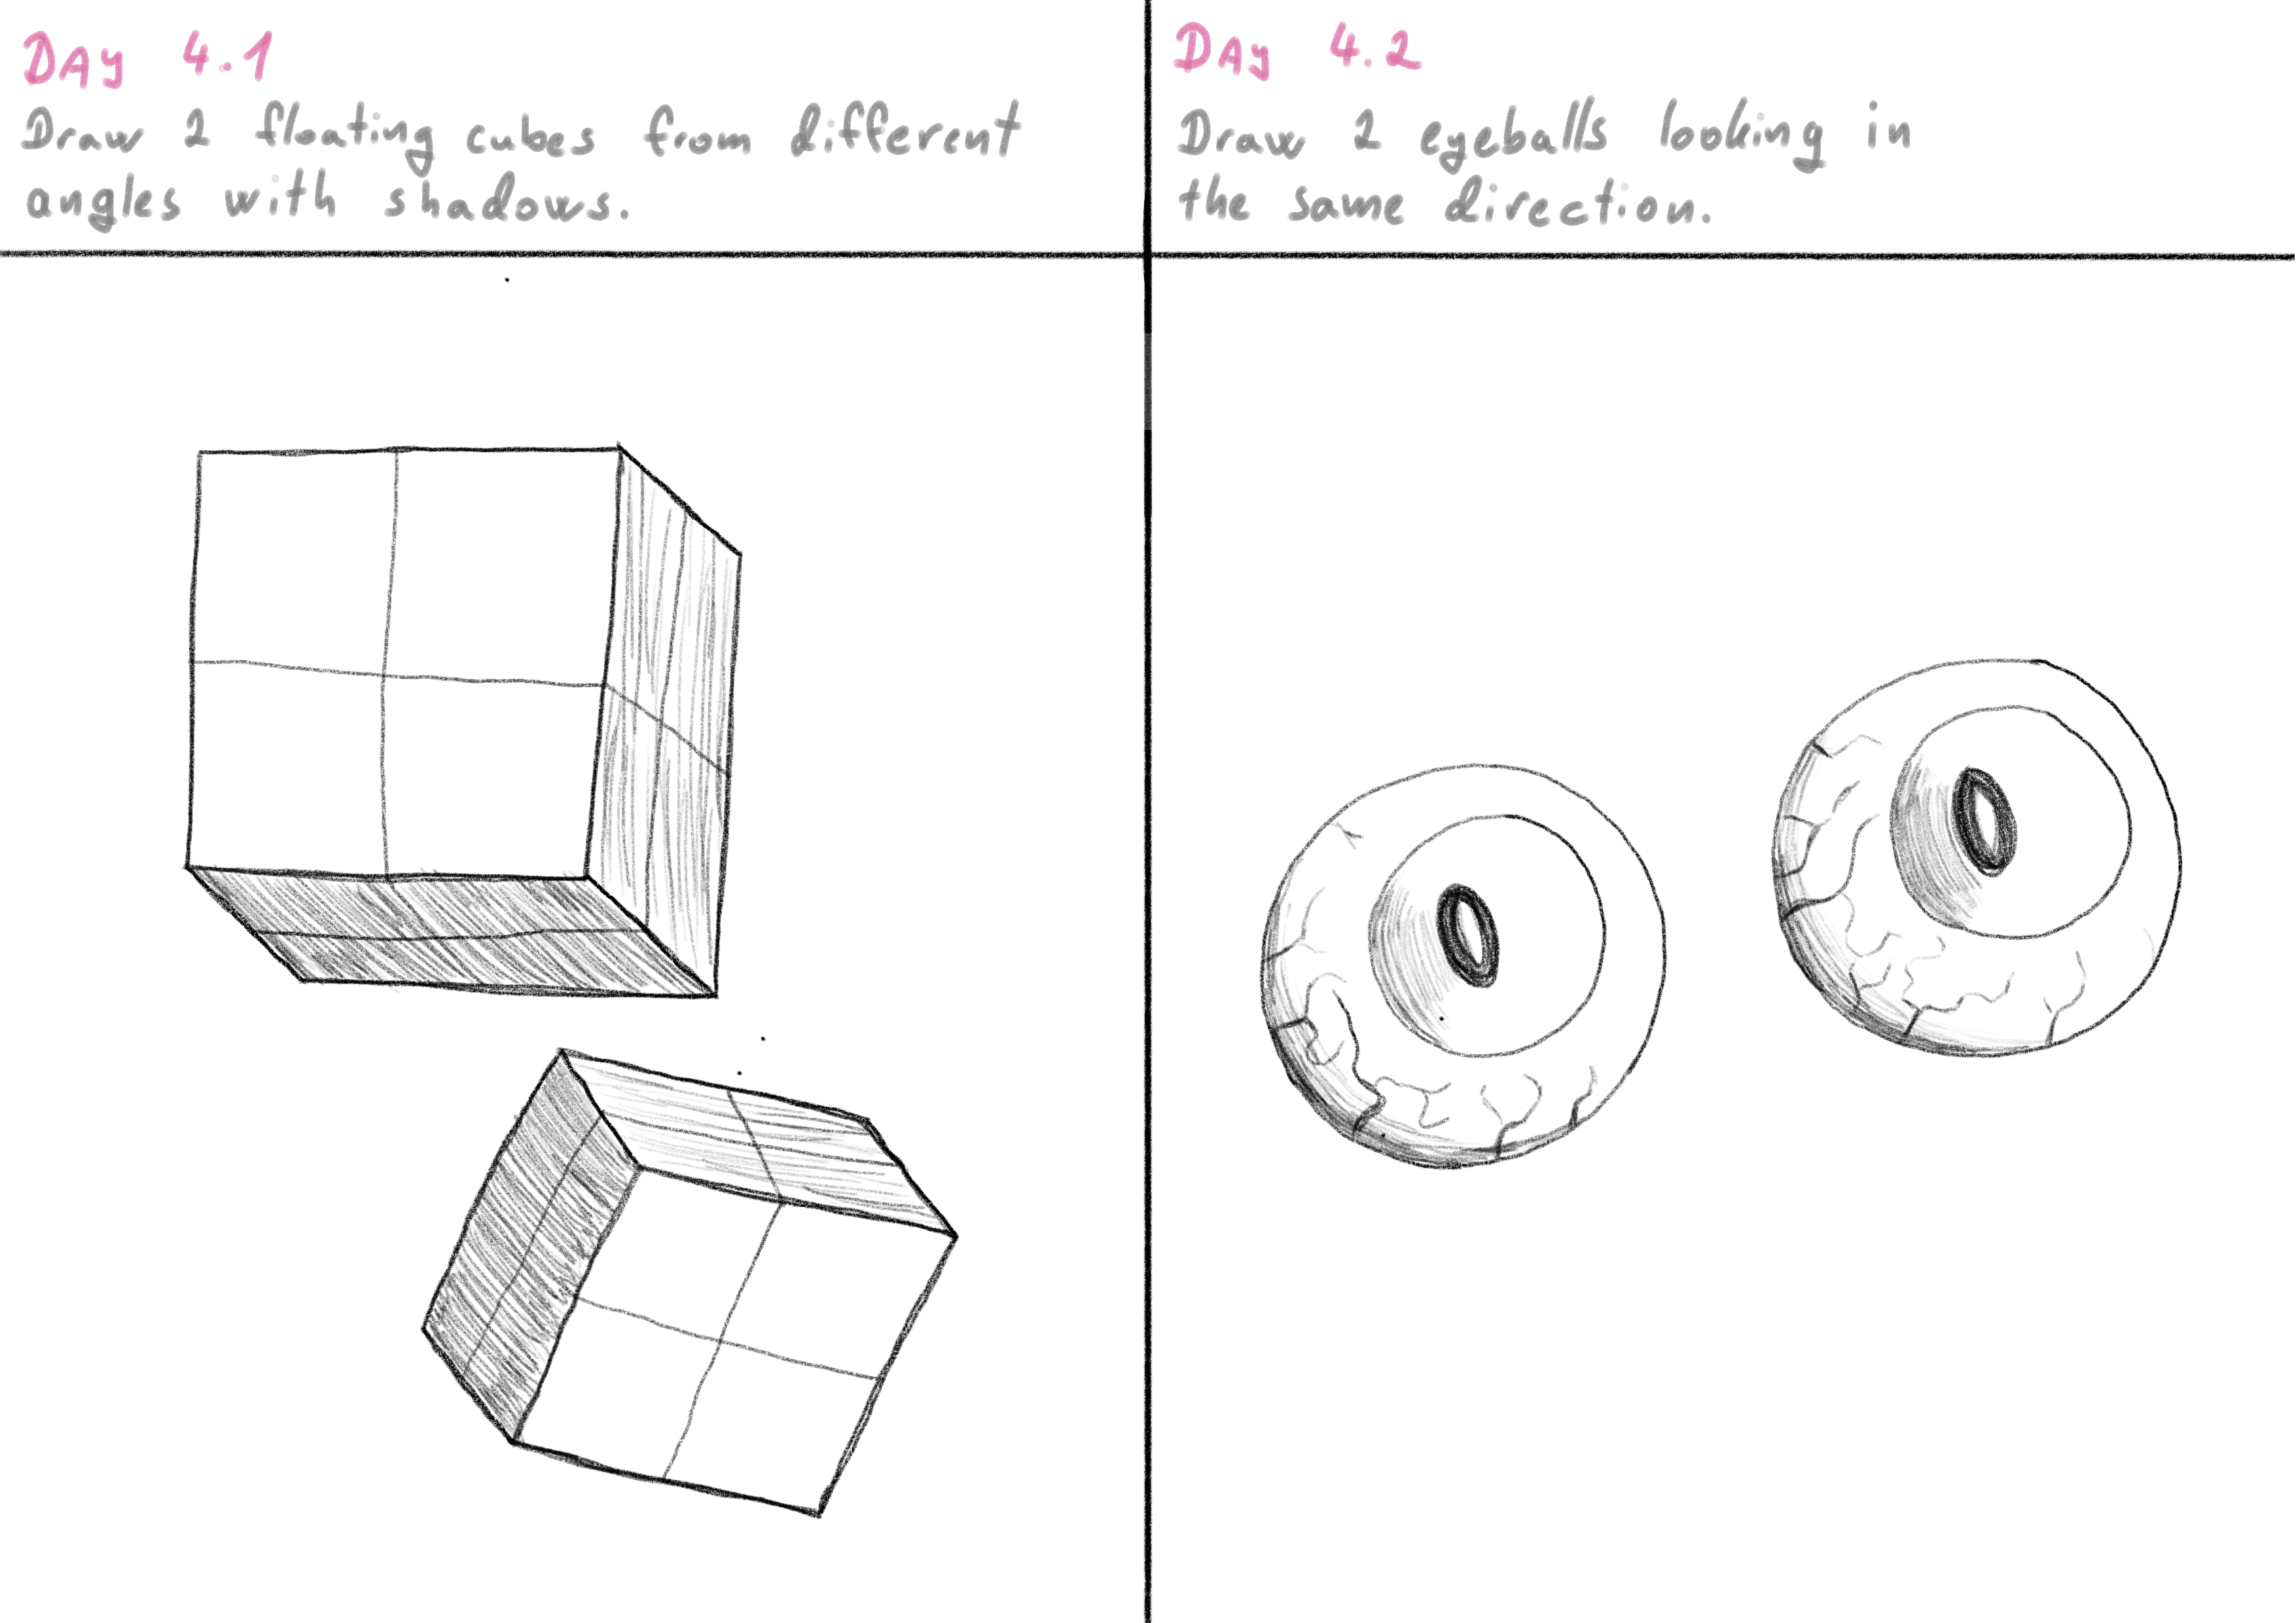 DAY 4.1
Draw 2 floating cubes from different
angles with shadows.
DAY 4.2
Draw 2 eyeballs looking in
the same direction.